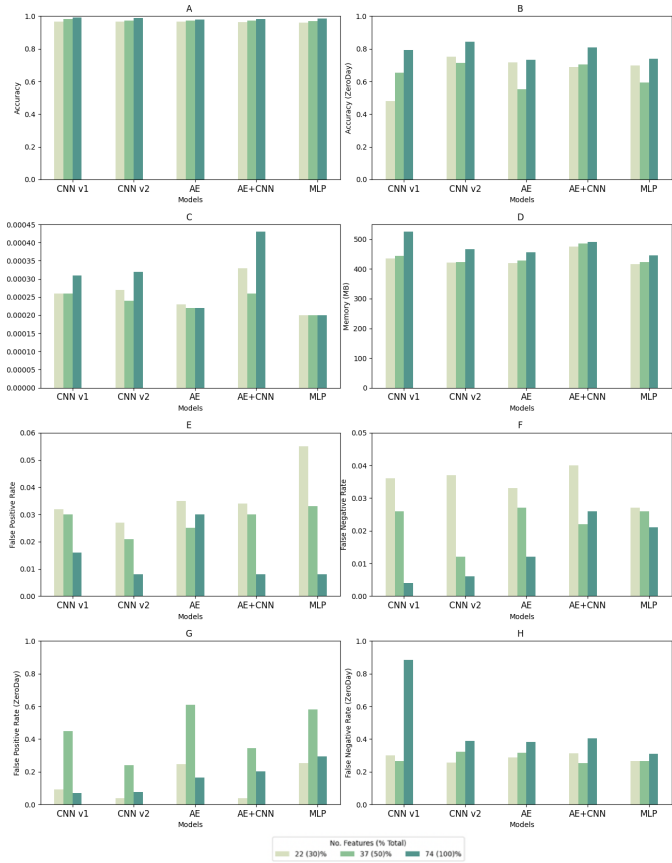 A
1.0
0.8
0.6
0.4
0.2
0.0
Accuracy
CNN v1 CNN v2 AE AE+CNN MLP
Models
B
1.0
0.8
0.6
0.4
0.2
0.0
Accuracy (ZeroDay)
CNN v1 CNN v2 AE AE+CNN MLP
Models
C
0.00045
0.00040
0.00035
0.00030
0.00025
0.00020
0.00015
0.00010
0.00005
0.00000
CNN v1 CNN v2 AE AE+CNN MLP
Models
D
500
400
300
200
100
0
Memory (MB)
CNN v1 CNN v2 AE AE+CNN MLP
Models
E
0.06
0.05
0.04
0.03
0.02
0.01
0.00
False Positive Rate
CNN v1 CNN v2 AE AE+CNN MLP
Models
F
0.05
0.04
0.03
0.02
0.01
0.00
False Negative Rate
CNN v1 CNN v2 AE AE+CNN MLP
Models
G
1.0
0.8
0.6
0.4
0.2
0.0
False Positive Rate (ZeroDay)
CNN v1 CNN v2 AE AE+CNN MLP
Models
H
1.0
0.8
0.6
0.4
0.2
0.0
False Negative Rate (ZeroDay)
CNN v1 CNN v2 AE AE+CNN MLP
Models
No. Features (% Total)
22 (30)% 37 (50)% 74 (100)%